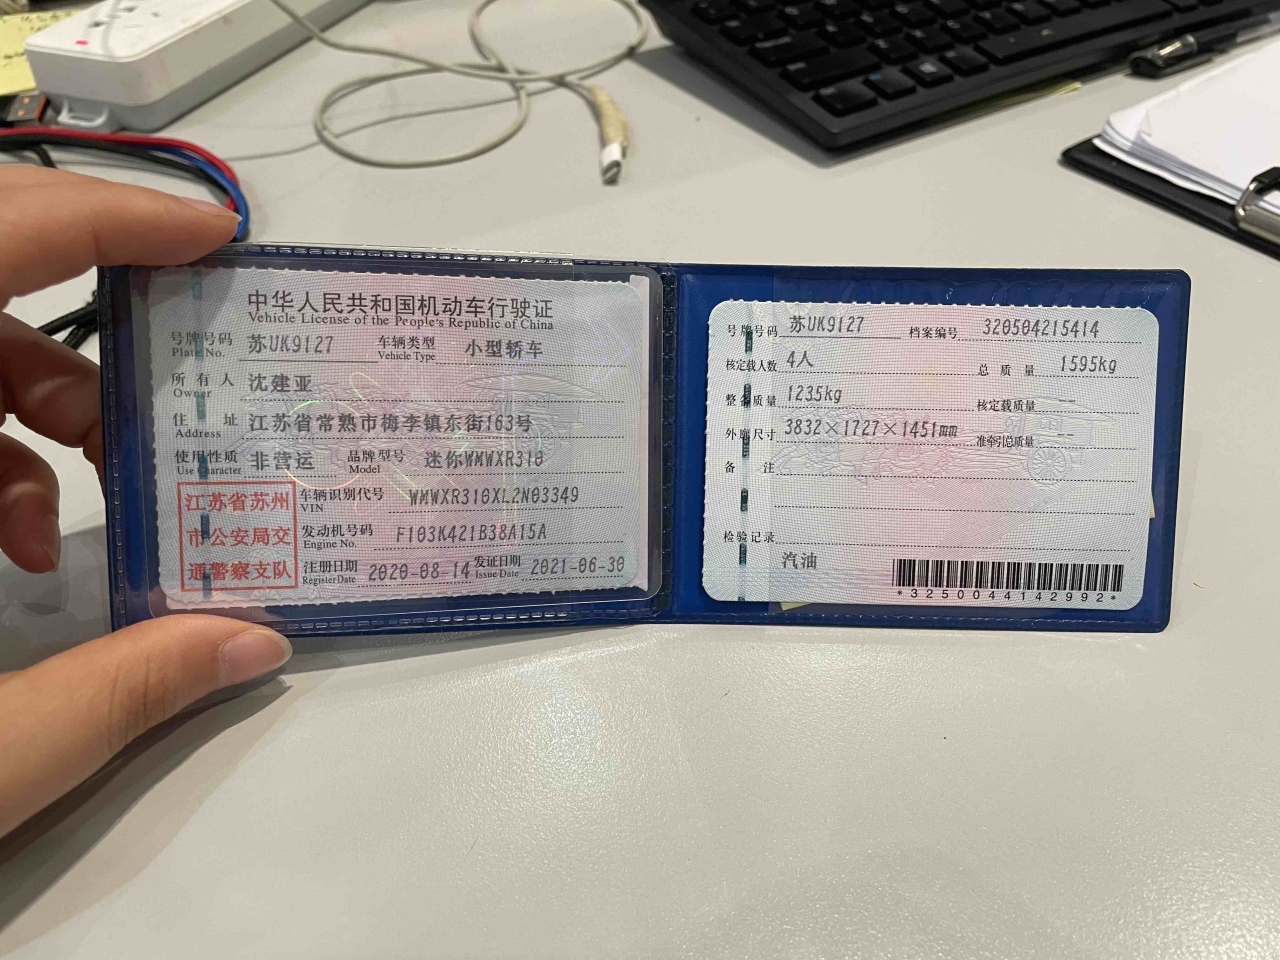 中华人民共和国机动车行驶证
Vehicle License of the People's Republic of China
号牌号码 苏UK9127 车辆类型 小型轿车
Plate No. Vehicle Type
所有人 沈建亚
Owner
住址 江苏省常熟市梅李镇东街163号
Address
使用性质 非营运 品牌型号 迷你WMWXR310
Use Character Model
江苏省苏州
市公安局交
通警察支队
车辆识别代号 WMWXR310XL2N03349
VIN
发动机号码 F103K421B38A15A
Engine No.
注册日期 2020-08-14 发证日期 2021-06-30
Register Date Issue Date
号牌号码 苏UK9127 档案编号 320504215414
核定载人数 4人 总质量 1595kg
整备质量 1235kg 核定载质量 --
外廓尺寸 3832×1727×1451mm 准牵引总质量 --
备注
检验记录
汽油
*3250044142992*